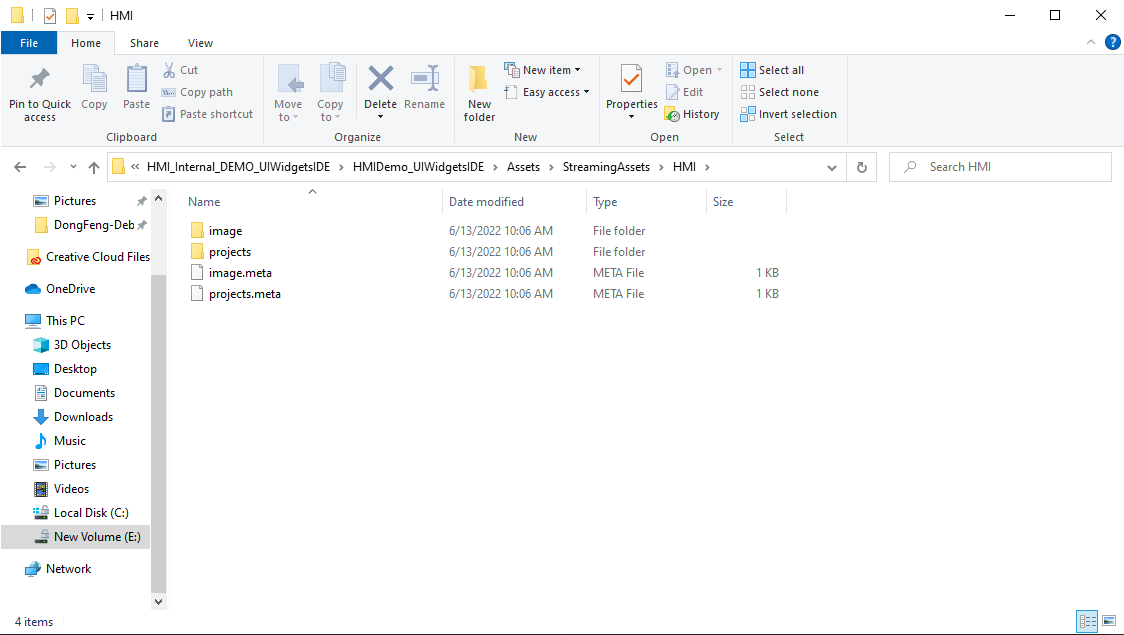 HMI
File Home Share View
Pin to Quick access
Copy
Paste
Cut
Copy path
Paste shortcut
Clipboard
Move to
Copy to
Delete
Rename
Organize
New folder
New item
Easy access
New
Properties
Open
Edit
History
Open
Select all
Select none
Invert selection
Select
« HMI_Internal_DEMO_UIWidgetsIDE › HMIDemo_UIWidgetsIDE › Assets › StreamingAssets › HMI ›
Search HMI
Pictures
DongFeng-Deb
Creative Cloud Files
OneDrive
This PC
3D Objects
Desktop
Documents
Downloads
Music
Pictures
Videos
Local Disk (C:)
New Volume (E:)
Network
Name Date modified Type Size
image 6/13/2022 10:06 AM File folder
projects 6/13/2022 10:06 AM File folder
image.meta 6/13/2022 10:06 AM META File 1 KB
projects.meta 6/13/2022 10:06 AM META File 1 KB
4 items